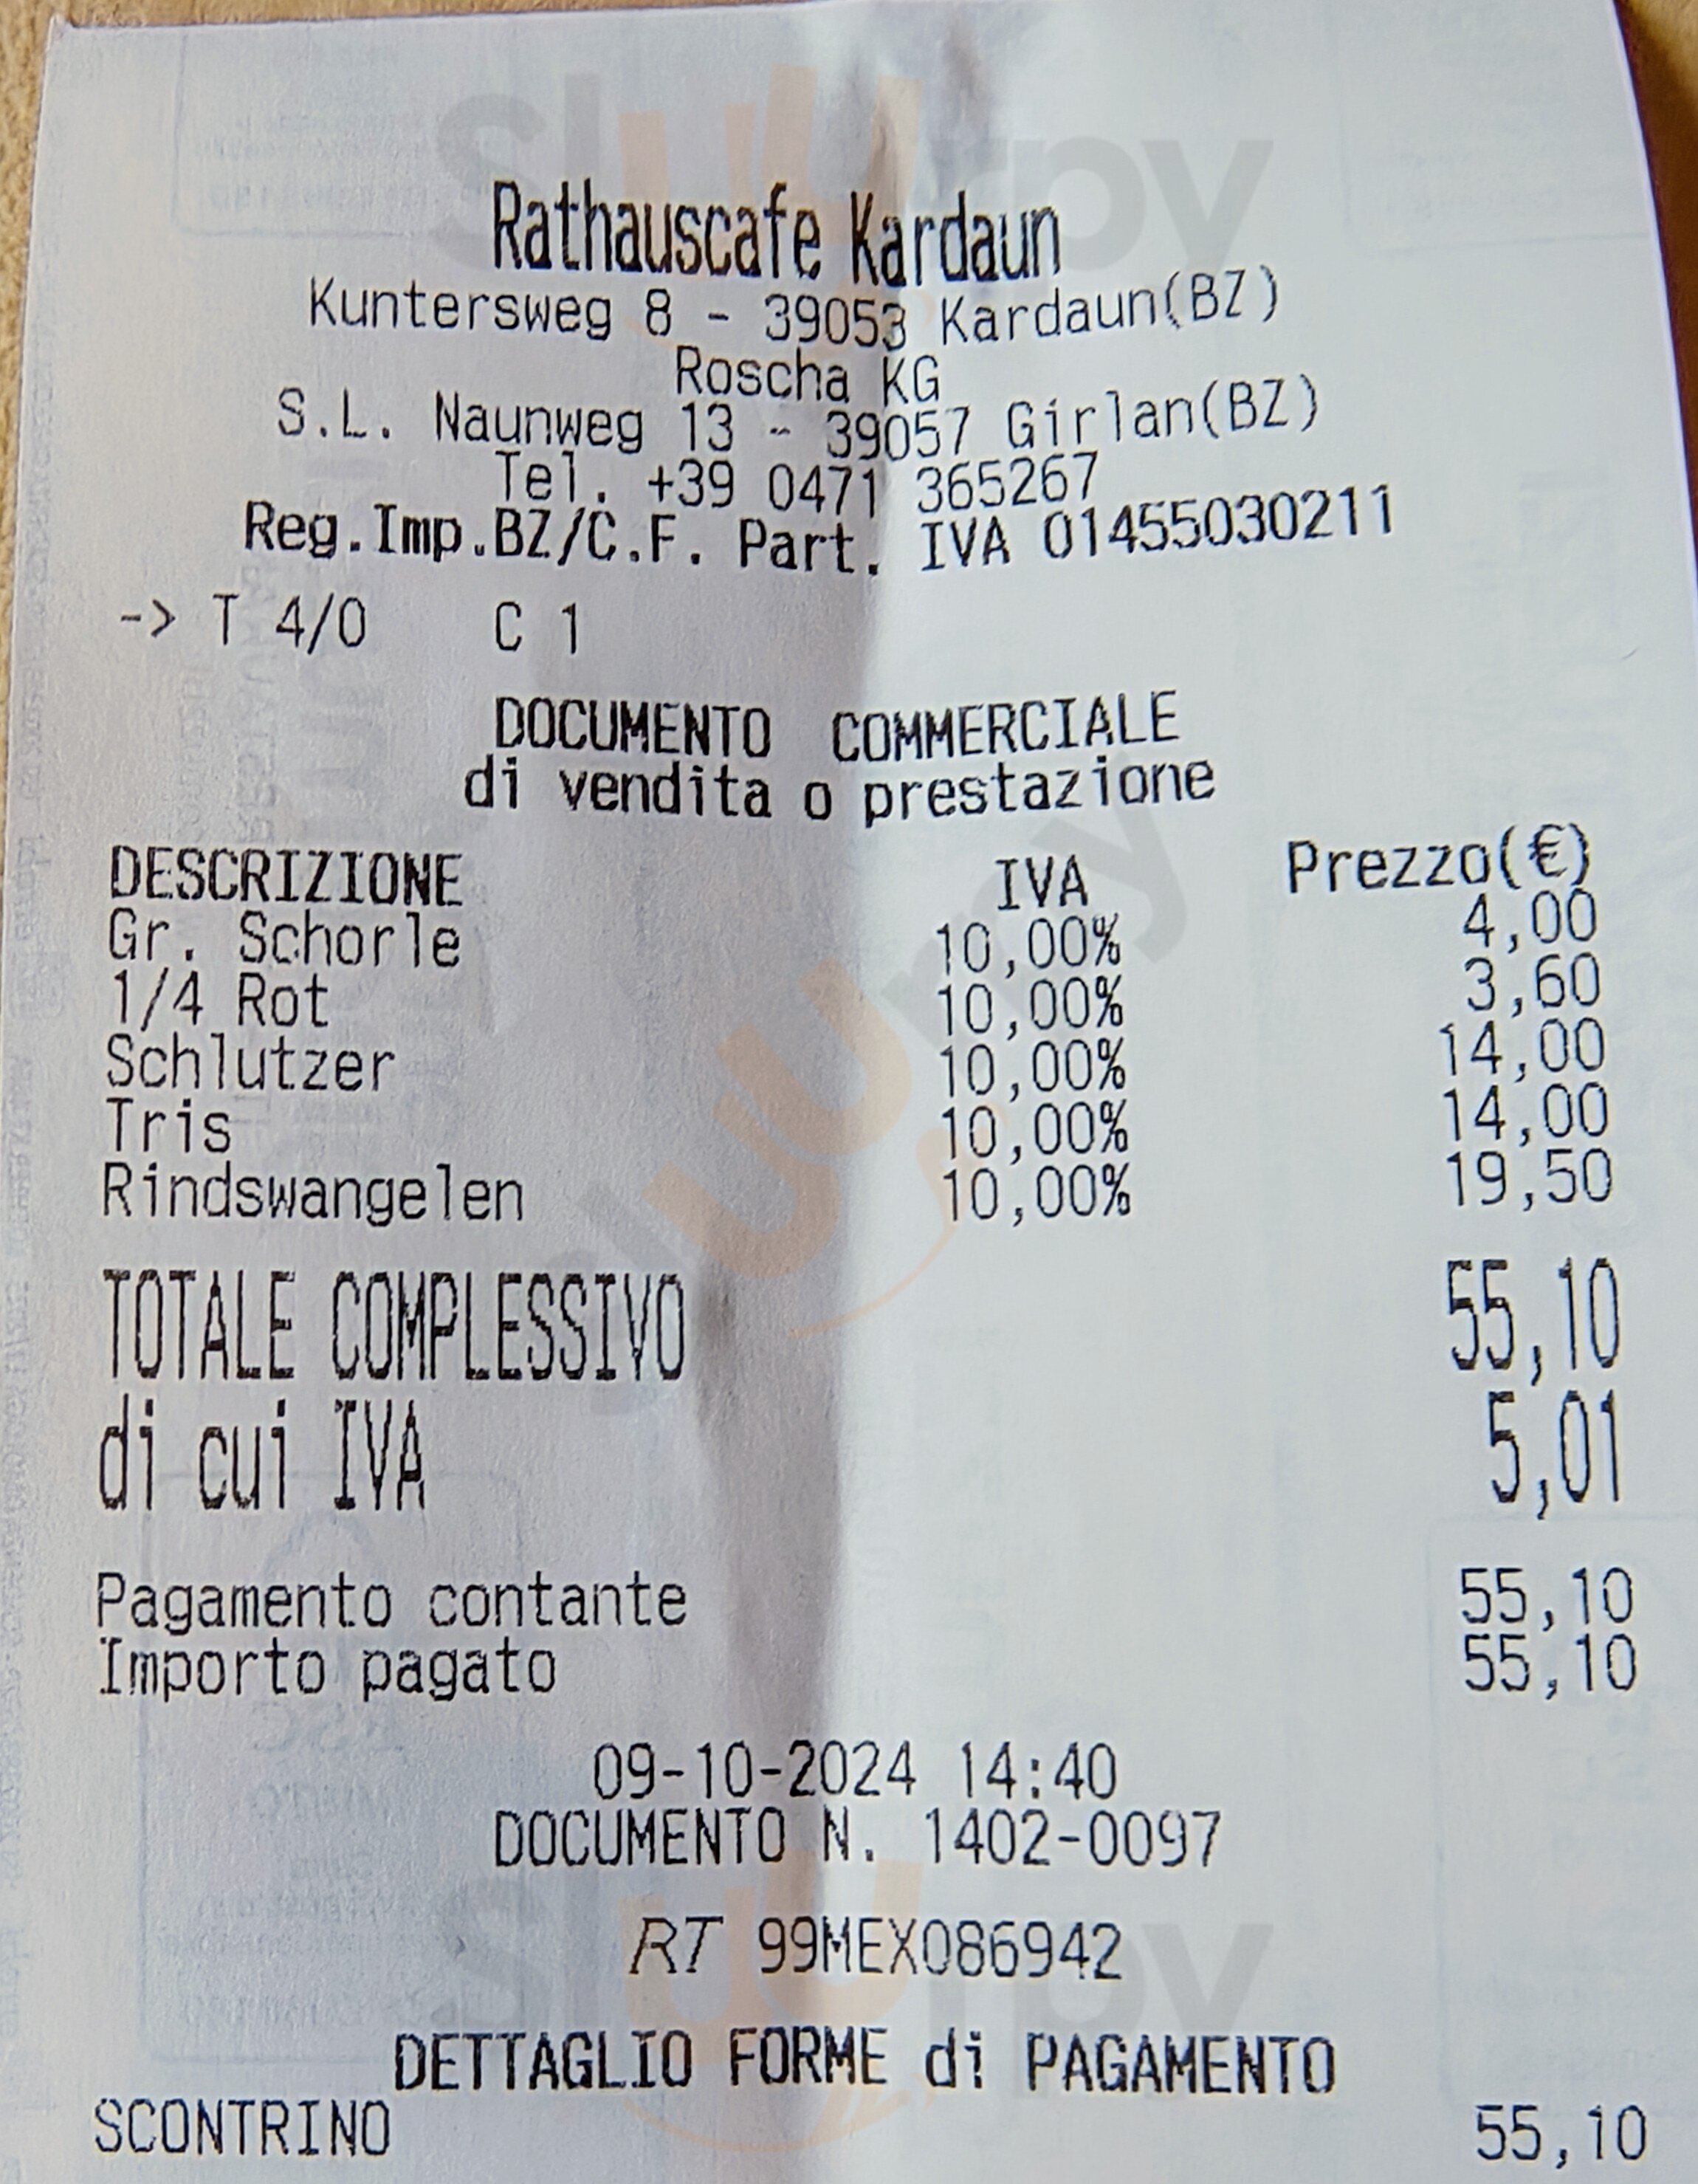 Rathauscafe Kardaun
Kuntersweg 8 - 39053 Kardaun(BZ)
Roscha KG
S.L. Naunweg 13 - 39057 Girlan(BZ)
Tel. +39 0471 365267
Reg.Imp.BZ/C.F. Part. IVA 01455030211
-> T 4/0 C 1
DOCUMENTO COMMERCIALE
di vendita o prestazione
DESCRIZIONE IVA Prezzo(€)
Gr. Schorle 10,00% 4,00
1/4 Rot 10,00% 3,60
Schlutzer 10,00% 14,00
Tris 10,00% 14,00
Rindswangelen 10,00% 19,50
TOTALE COMPLESSIVO 55,10
di cui IVA 5,01
Pagamento contante 55,10
Importo pagato 55,10
09-10-2024 14:40
DOCUMENTO N. 1402-0097
RT 99MEX086942
DETTAGLIO FORME di PAGAMENTO
SCONTRINO 55,10
sluurpy
sluurpy
sluurpy